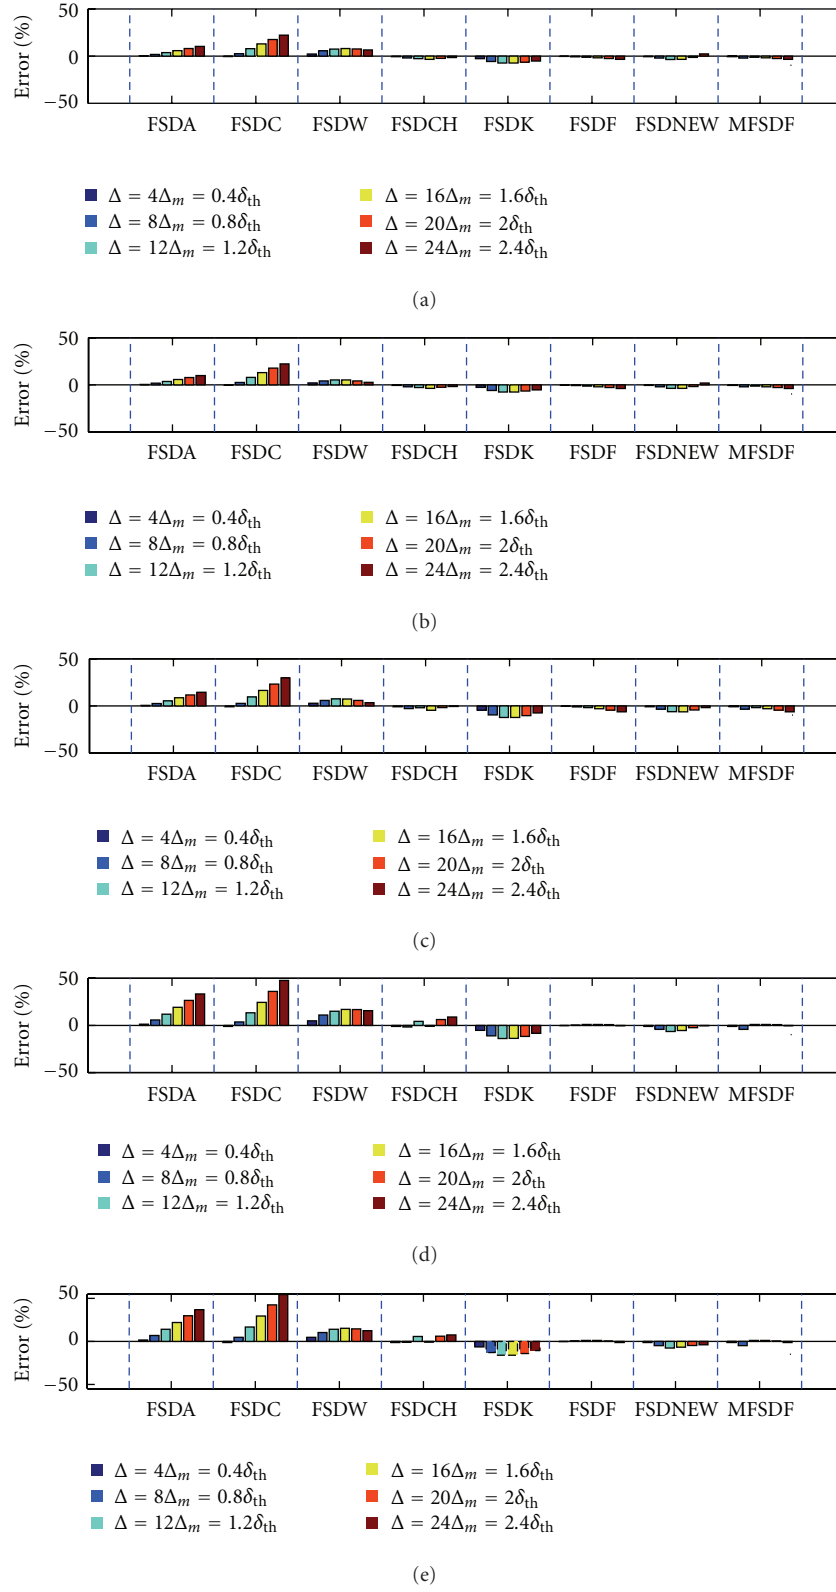 50
0
−50
Error (%)
FSDA FSDC FSDW FSDCH FSDK FSDF FSDNEW MFSDF
Δ = 4Δm = 0.4δth
Δ = 8Δm = 0.8δth
Δ = 12Δm = 1.2δth
Δ = 16Δm = 1.6δth
Δ = 20Δm = 2δth
Δ = 24Δm = 2.4δth
(a)
50
0
−50
Error (%)
FSDA FSDC FSDW FSDCH FSDK FSDF FSDNEW MFSDF
Δ = 4Δm = 0.4δth
Δ = 8Δm = 0.8δth
Δ = 12Δm = 1.2δth
Δ = 16Δm = 1.6δth
Δ = 20Δm = 2δth
Δ = 24Δm = 2.4δth
(b)
50
0
−50
Error (%)
FSDA FSDC FSDW FSDCH FSDK FSDF FSDNEW MFSDF
Δ = 4Δm = 0.4δth
Δ = 8Δm = 0.8δth
Δ = 12Δm = 1.2δth
Δ = 16Δm = 1.6δth
Δ = 20Δm = 2δth
Δ = 24Δm = 2.4δth
(c)
50
0
−50
Error (%)
FSDA FSDC FSDW FSDCH FSDK FSDF FSDNEW MFSDF
Δ = 4Δm = 0.4δth
Δ = 8Δm = 0.8δth
Δ = 12Δm = 1.2δth
Δ = 16Δm = 1.6δth
Δ = 20Δm = 2δth
Δ = 24Δm = 2.4δth
(d)
50
0
−50
Error (%)
FSDA FSDC FSDW FSDCH FSDK FSDF FSDNEW MFSDF
Δ = 4Δm = 0.4δth
Δ = 8Δm = 0.8δth
Δ = 12Δm = 1.2δth
Δ = 16Δm = 1.6δth
Δ = 20Δm = 2δth
Δ = 24Δm = 2.4δth
(e)